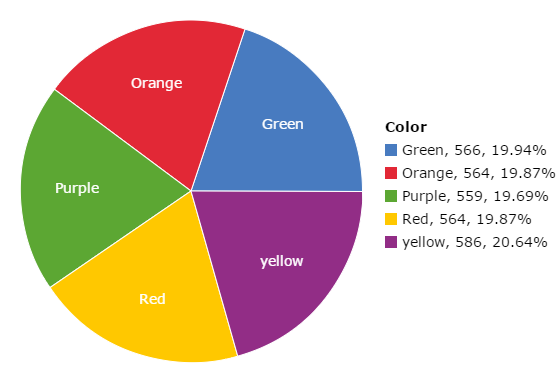 Orange
Green
Purple
yellow
Red
Color
Green, 566, 19.94%
Orange, 564, 19.87%
Purple, 559, 19.69%
Red, 564, 19.87%
yellow, 586, 20.64%